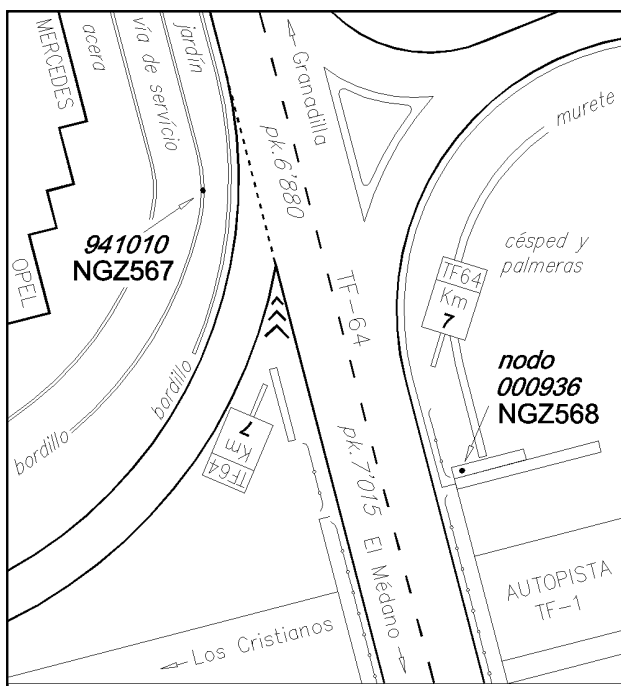 MERCEDES
acera
vía de servício
jardín
Granadilla
pk.6'880
murete
941010
NGZ567
OPEL
césped y
palmeras
TF64
Km
7
TF-64
nodo
000936
NGZ568
bordillo
bordillo
TF64
Km
7
pk.7'015
El Médano
AUTOPISTA
TF-1
Los Cristianos